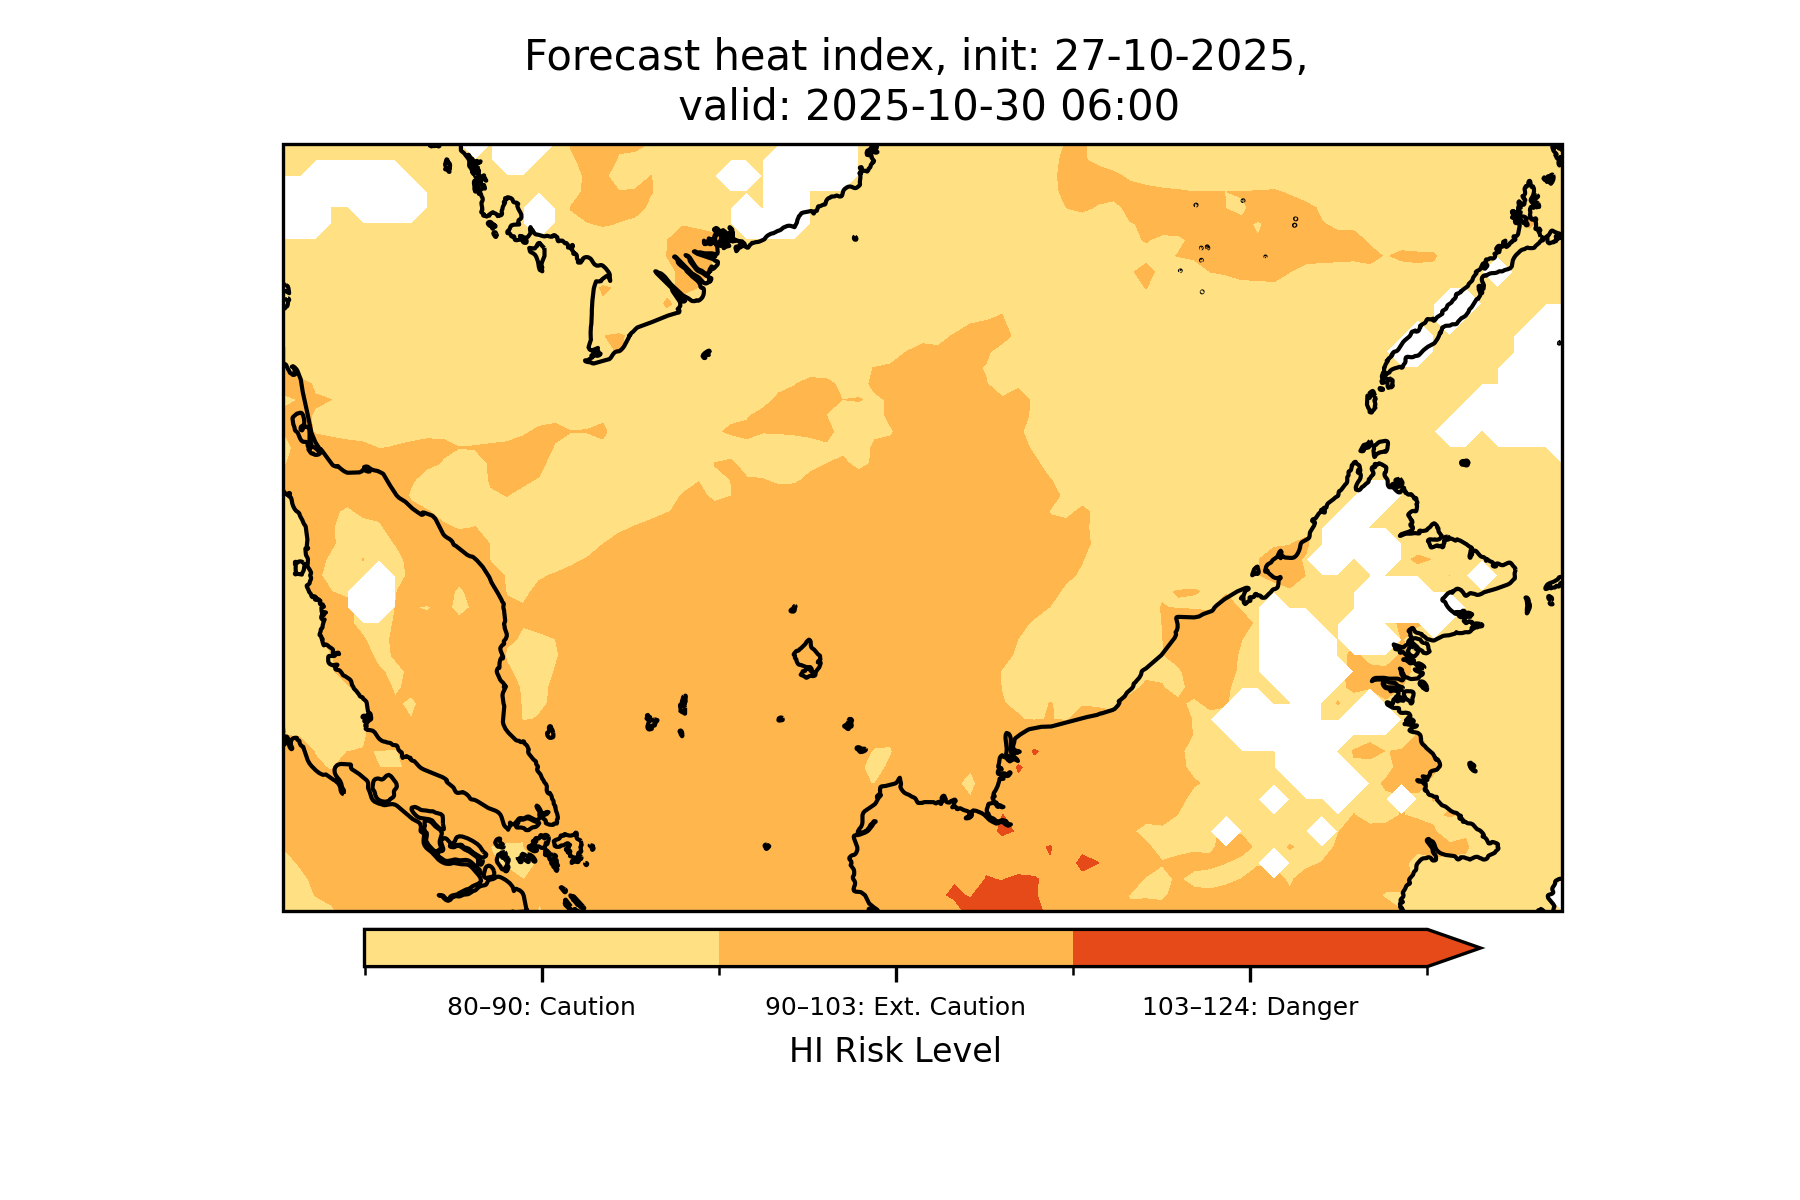 Forecast heat index, init: 27-10-2025,
valid: 2025-10-30 06:00
80–90: Caution
90–103: Ext. Caution
103–124: Danger
HI Risk Level